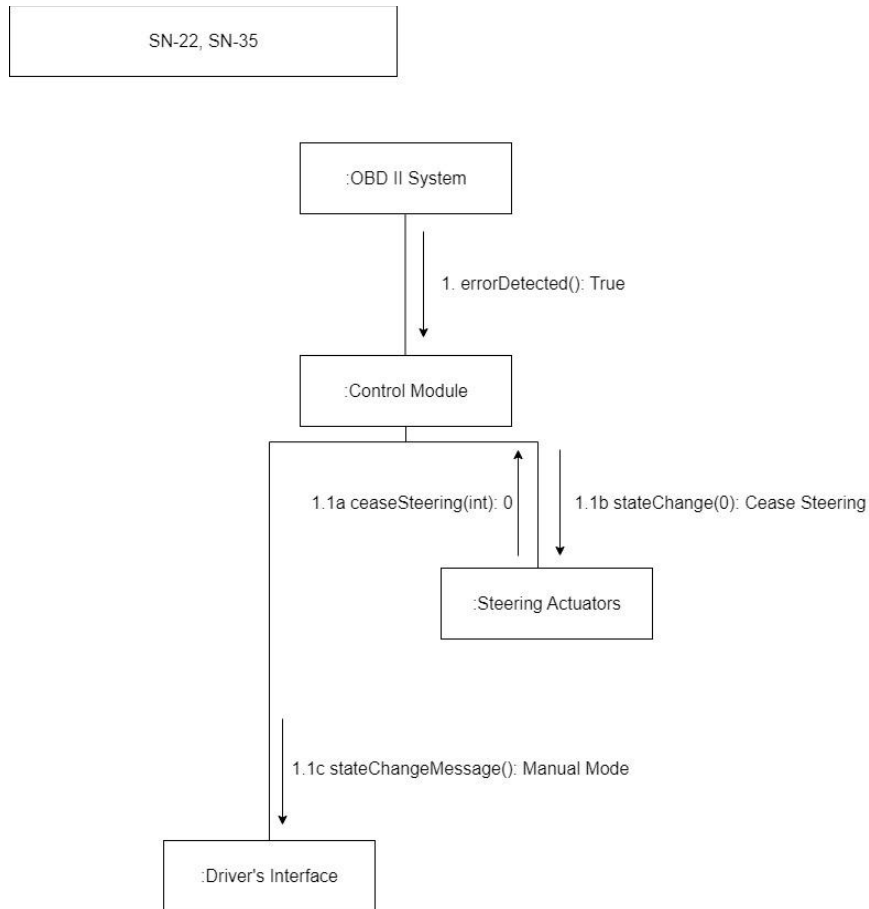 SN-22, SN-35
:OBD II System
1. errorDetected(): True
:Control Module
1.1a ceaseSteering(int): 0
1.1b stateChange(0): Cease Steering
:Steering Actuators
1.1c stateChangeMessage(): Manual Mode
:Driver's Interface